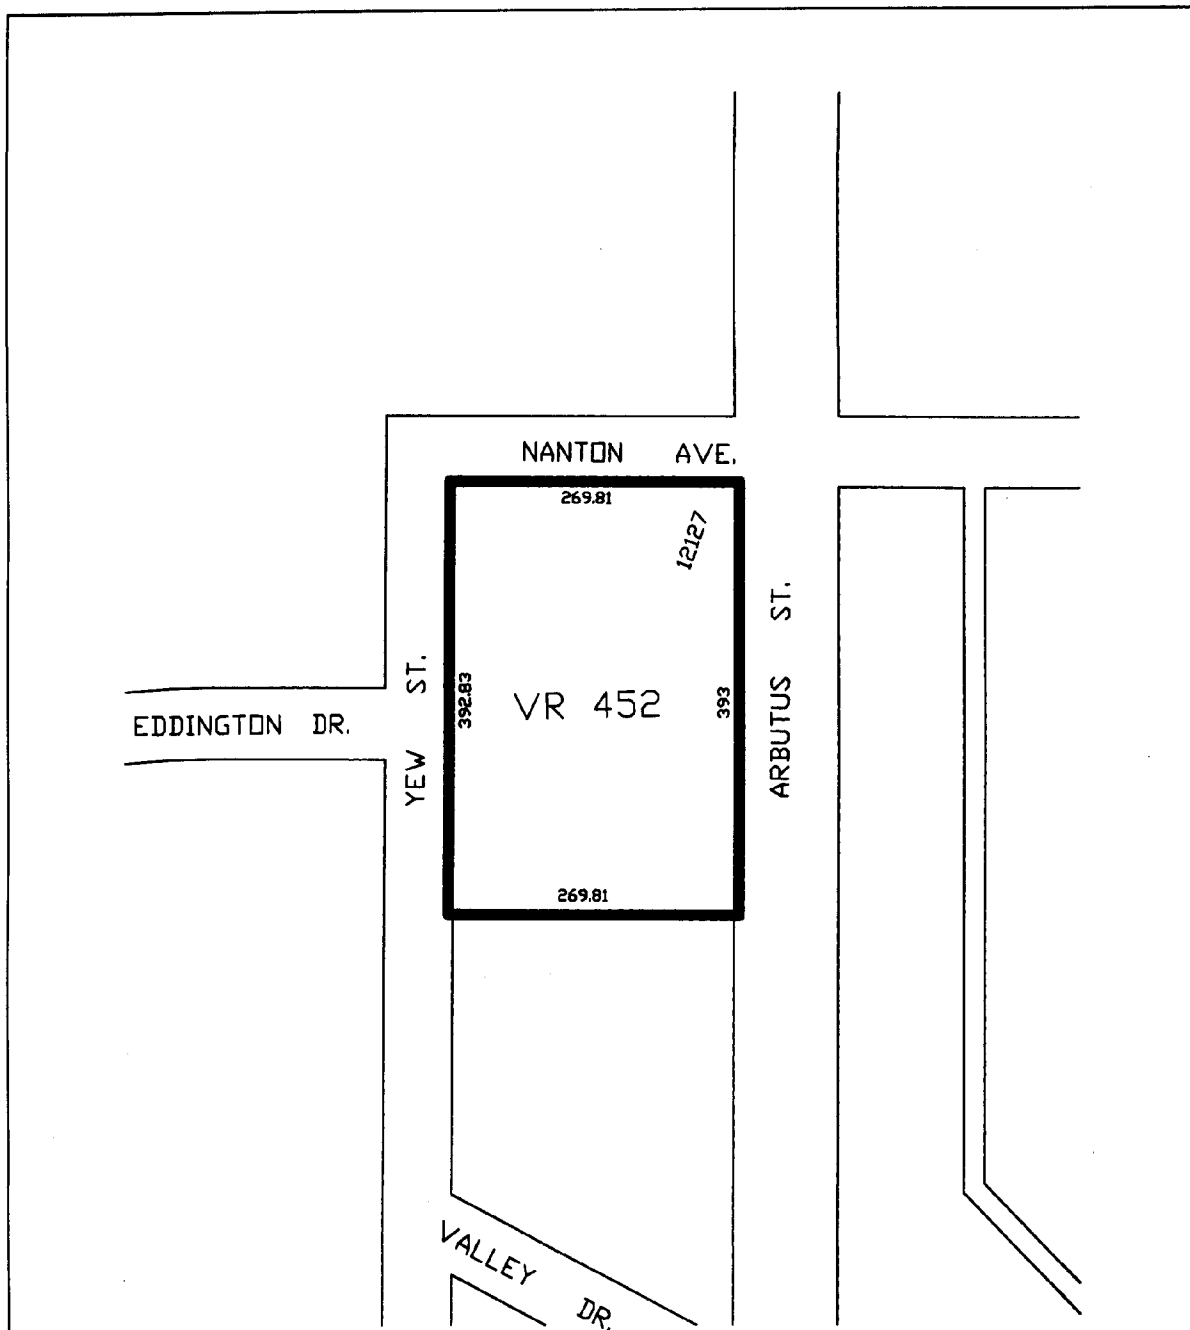 NANTON AVE.
269.81
12127
YEW ST.
392.83
VR 452
393
ARBUTUS ST.
EDDINGTON DR.
269.81
VALLEY DR.